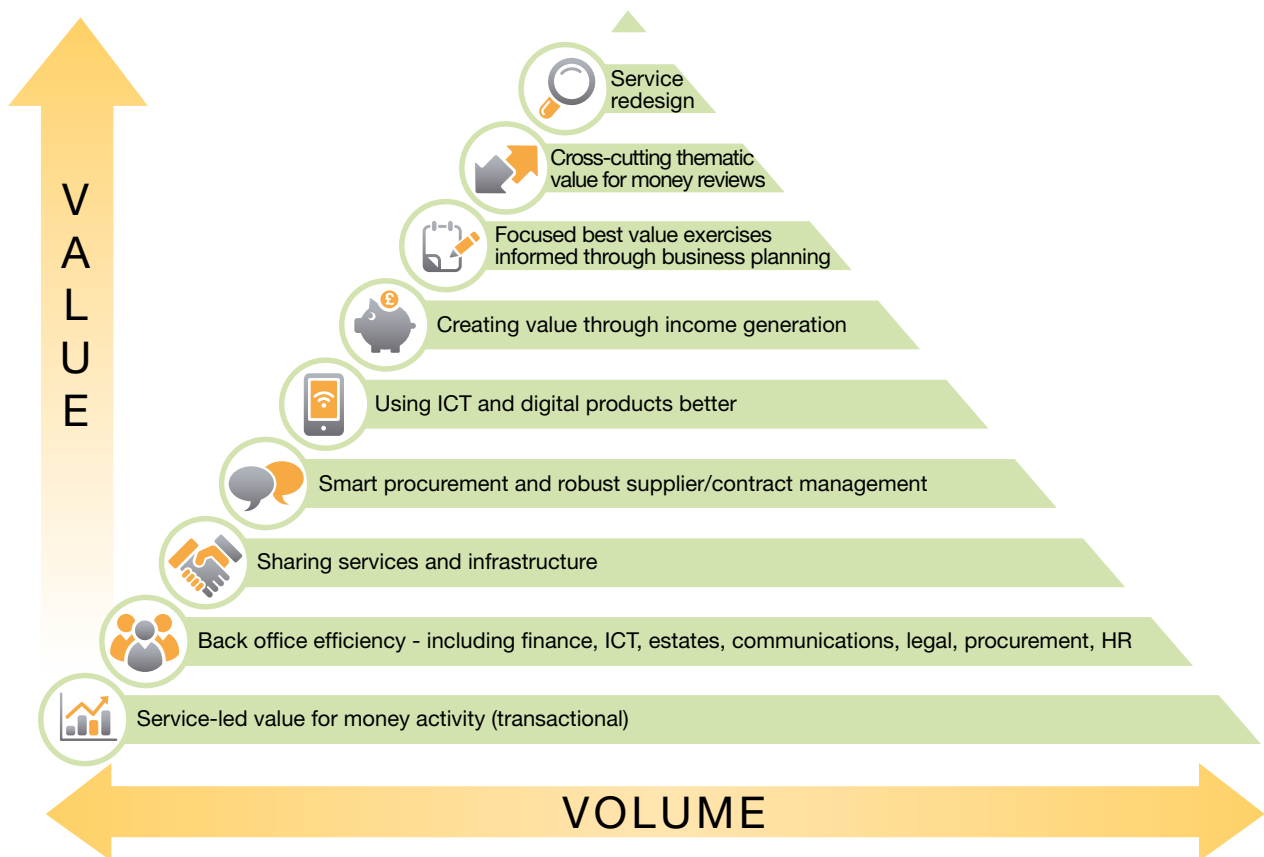 VALUE
Service
redesign
Cross-cutting thematic
value for money reviews
Focused best value exercises
informed through business planning
£
Creating value through income generation
Using ICT and digital products better
Smart procurement and robust supplier/contract management
Sharing services and infrastructure
Back office efficiency - including finance, ICT, estates, communications, legal, procurement, HR
Service-led value for money activity (transactional)
VOLUME